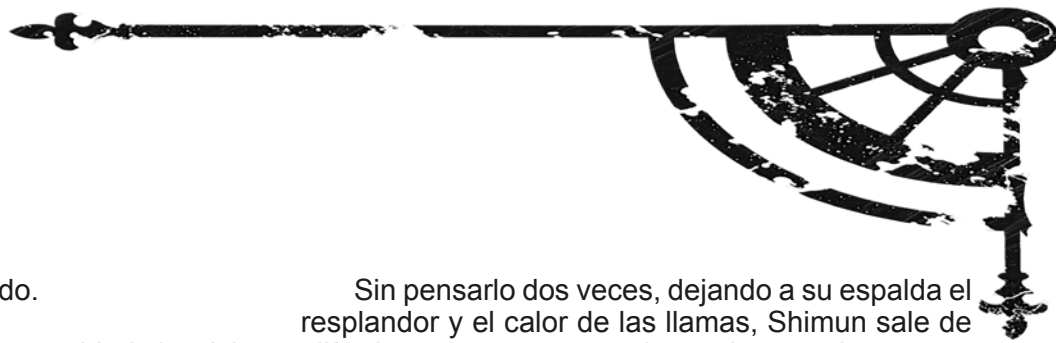 do.
Sin pensarlo dos veces, dejando a su espalda el
resplandor y el calor de las llamas, Shimun sale de